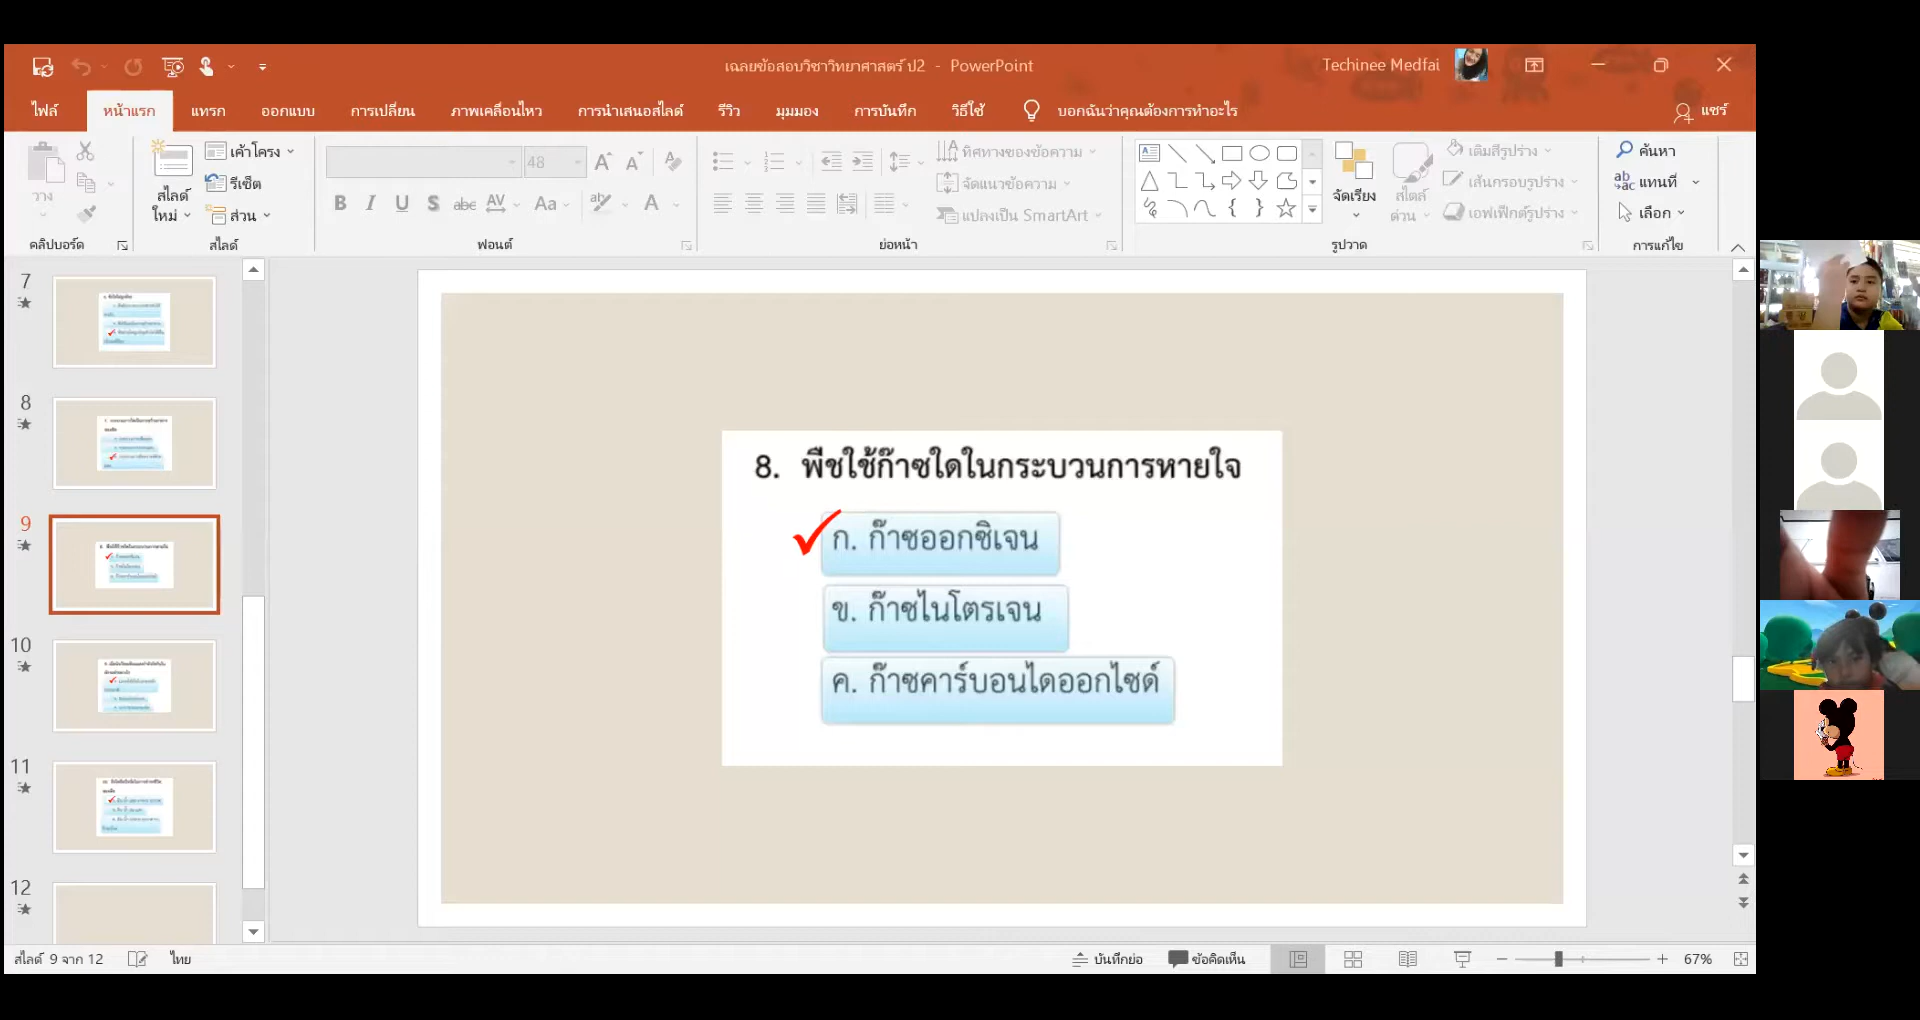 เฉลยข้อสอบวิชาวิทยาศาสตร์ ป2 - PowerPoint
Techinee Medfai
ไฟล์ หน้าแรก แทรก ออกแบบ การเปลี่ยน ภาพเคลื่อนไหว การนำเสนอสไลด์ รีวิว มุมมอง การบันทึก วิธีใช้ บอกฉันว่าคุณต้องการทำอะไร แชร์
วาง
สไลด์ใหม่
เค้าโครง
รีเซ็ต
ส่วน
48
ทิศทางของข้อความ
จัดแนวข้อความ
แปลงเป็น SmartArt
จัดเรียง
สไตล์ด่วน
เติมสีรูปร่าง
เส้นกรอบรูปร่าง
เอฟเฟ็กต์รูปร่าง
ค้นหา
แทนที่
เลือก
คลิปบอร์ด สไลด์ ฟอนต์ ย่อหน้า รูปวาด การแก้ไข
7
8
9
10
11
12
8. พืชใช้ก๊าซใดในกระบวนการหายใจ
ก. ก๊าซออกซิเจน
ข. ก๊าซไนโตรเจน
ค. ก๊าซคาร์บอนไดออกไซด์
สไลด์ 9 จาก 12 ไทย บันทึกย่อ ข้อคิดเห็น 67%